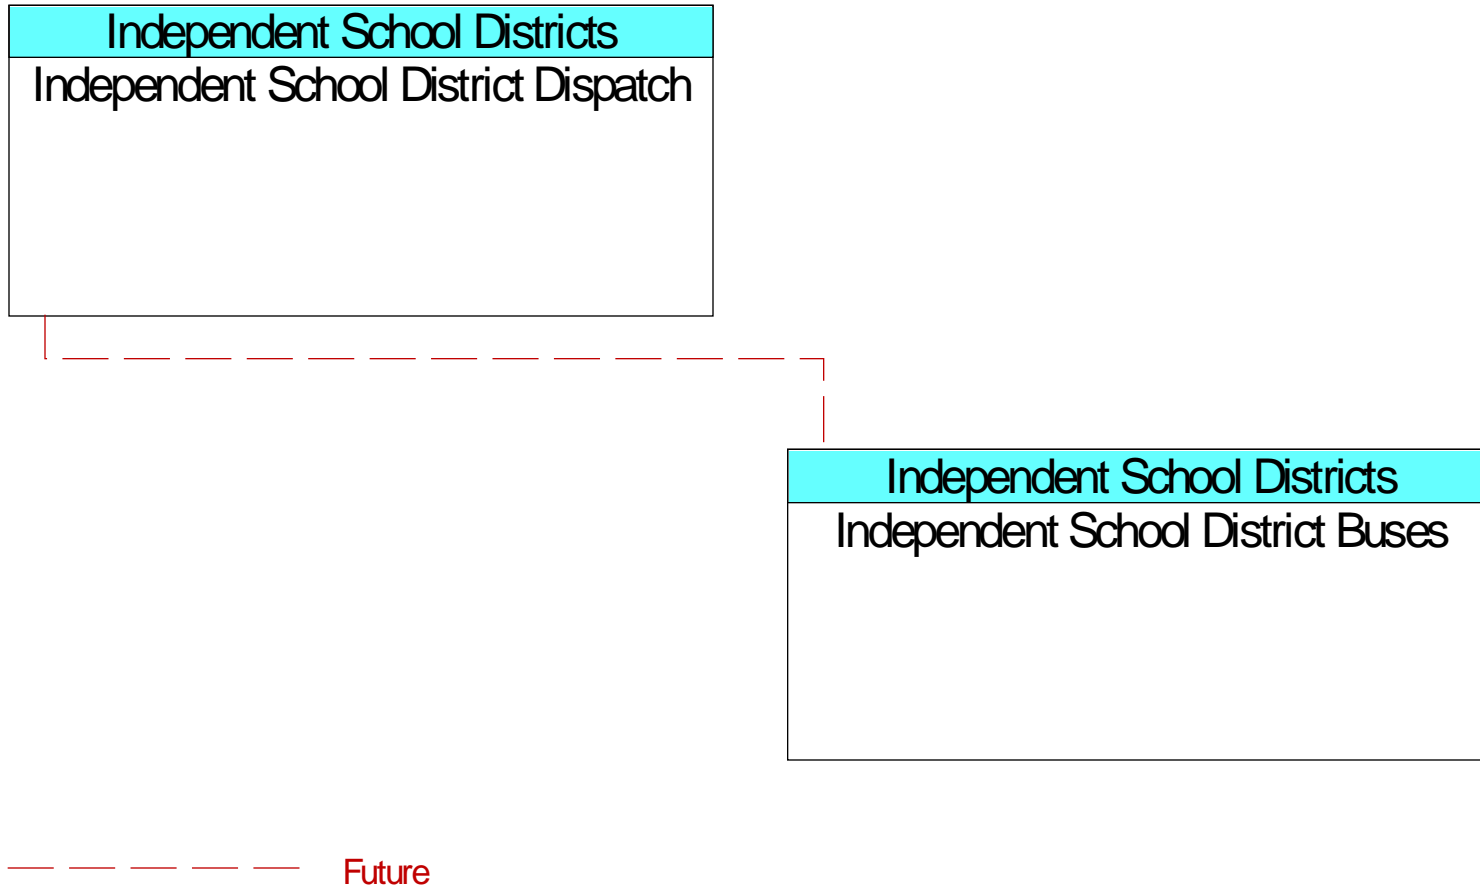 Independent School Districts
Independent School District Dispatch
Independent School Districts
Independent School District Buses
Future